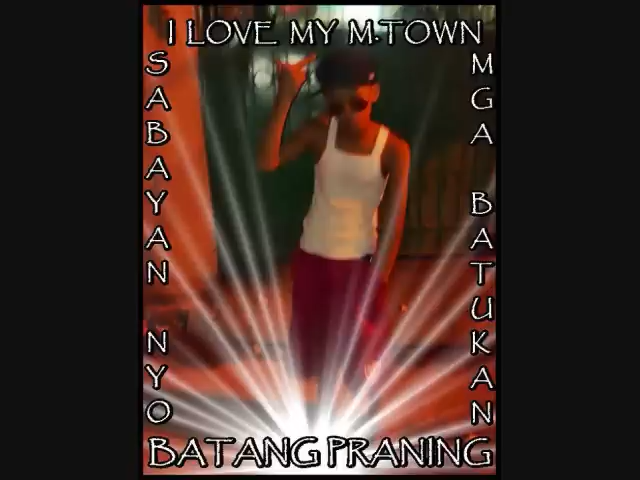 I LOVE MY M.TOWN
SABAYAN NYO
MGA BATUKAN
BATANG PRANING